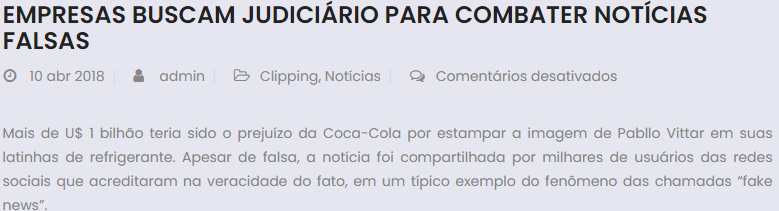 EMPRESAS BUSCAM JUDICIÁRIO PARA COMBATER NOTÍCIAS
FALSAS
10 abr 2018 admin Clipping, Notícias Comentários desativados
Mais de U$ 1 bilhão teria sido o prejuízo da Coca-Cola por estampar a imagem de Pabllo Vittar em suas
latinhas de refrigerante. Apesar de falsa, a notícia foi compartilhada por milhares de usuários das redes
sociais que acreditaram na veracidade do fato, em um típico exemplo do fenômeno das chamadas “fake
news”.